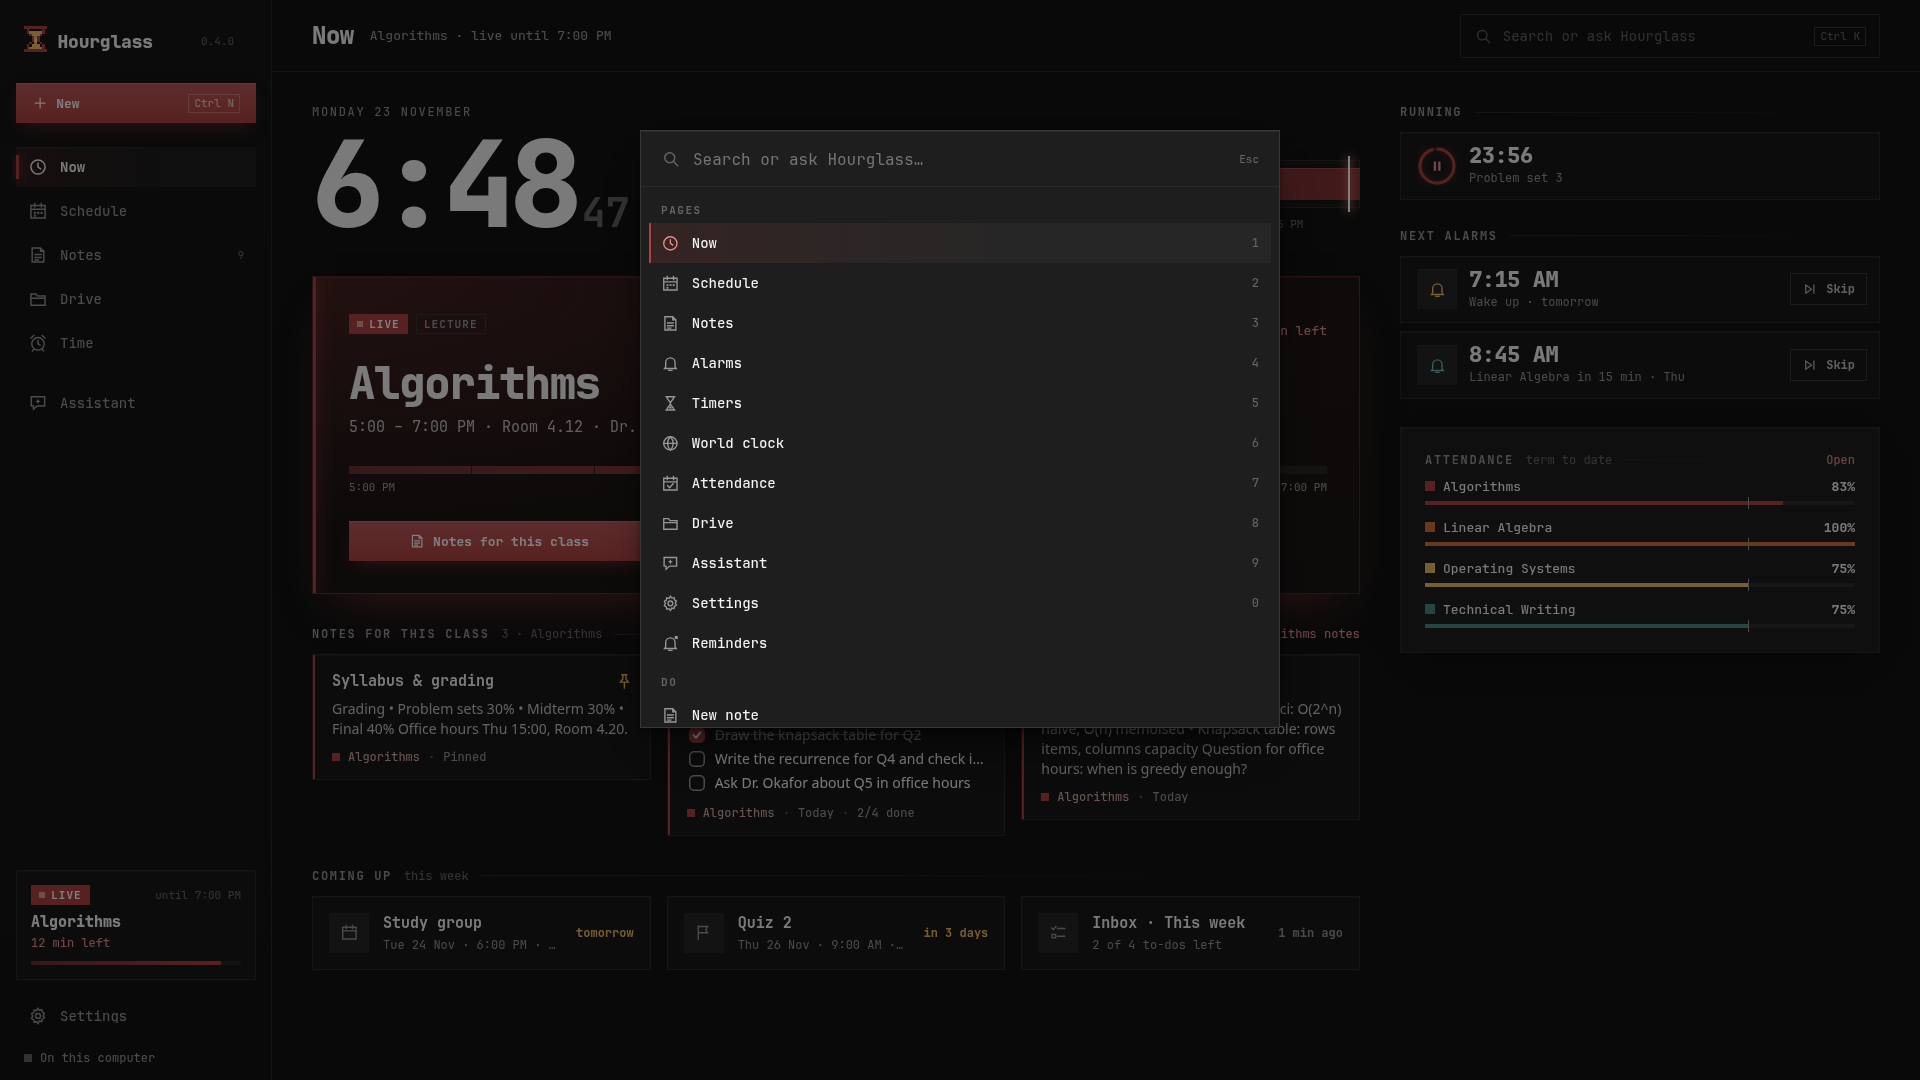 Hourglass
0.4.0
New
Ctrl N
Now
Schedule
Notes
9
Drive
Time
Assistant
LIVE
until 7:00 PM
Algorithms
12 min left
Settings
On this computer
Now
Algorithms · live until 7:00 PM
Search or ask Hourglass
Ctrl K
MONDAY 23 NOVEMBER
6:48
47
PM
LIVE
LECTURE
n left
Algorithms
5:00 – 7:00 PM · Room 4.12 · Dr.
5:00 PM
7:00 PM
Notes for this class
NOTES FOR THIS CLASS
3 · Algorithms
ithms notes
Syllabus & grading
Grading • Problem sets 30% • Midterm 30% •
Final 40% Office hours Thu 15:00, Room 4.20.
Algorithms · Pinned
Draw the knapsack table for Q2
Write the recurrence for Q4 and check i…
Ask Dr. Okafor about Q5 in office hours
Algorithms · Today · 2/4 done
ci: O(2^n)
naive, O(n) memoised • Knapsack table: rows
items, columns capacity Question for office
hours: when is greedy enough?
Algorithms · Today
COMING UP
this week
Study group
Tue 24 Nov · 6:00 PM · …
tomorrow
Quiz 2
Thu 26 Nov · 9:00 AM ·…
in 3 days
Inbox · This week
2 of 4 to-dos left
1 min ago
Search or ask Hourglass…
Esc
PAGES
Now
1
Schedule
2
Notes
3
Alarms
4
Timers
5
World clock
6
Attendance
7
Drive
8
Assistant
9
Settings
0
Reminders
DO
New note
RUNNING
23:56
Problem set 3
NEXT ALARMS
7:15 AM
Wake up · tomorrow
Skip
8:45 AM
Linear Algebra in 15 min · Thu
Skip
ATTENDANCE
term to date
Open
Algorithms
83%
Linear Algebra
100%
Operating Systems
75%
Technical Writing
75%